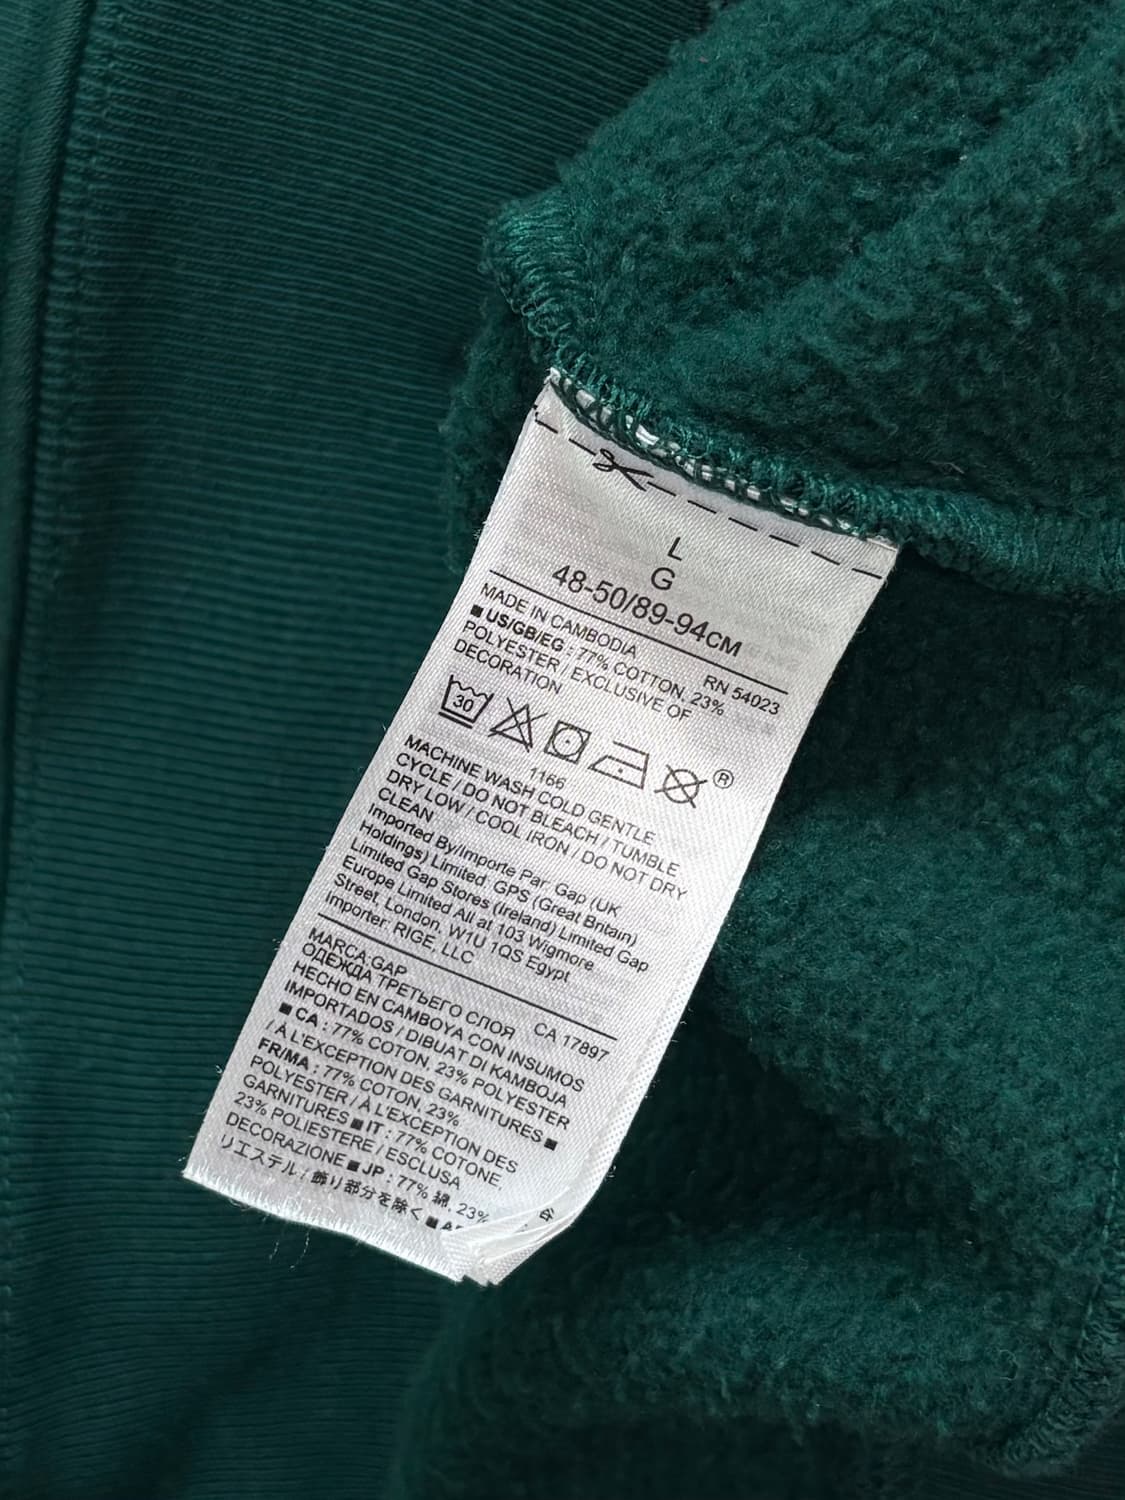 L
G
48-50/89-94CM
MADE IN CAMBODIA RN 54023
■ US/GB/EG : 77% COTTON, 23%
POLYESTER / EXCLUSIVE OF
DECORATION
30
®
1166
MACHINE WASH COLD GENTLE
CYCLE / DO NOT BLEACH / TUMBLE
DRY LOW / COOL IRON / DO NOT DRY
CLEAN
Imported By/Importe Par: Gap (UK
Holdings) Limited GPS (Great Britain)
Limited Gap Stores (Ireland) Limited Gap
Europe Limited All at 103 Wigmore
Street, London, W1U 1QS Egypt
Importer: RIGE, LLC
MARCA:GAP CA 17897
ОДЕЖДА ТРЕТЬЕГО СЛОЯ
HECHO EN CAMBOYA CON INSUMOS
IMPORTADOS / DIBUAT DI KAMBOJA
■ CA : 77% COTON, 23% POLYESTER
/ À L'EXCEPTION DES GARNITURES ■
FR/MA : 77% COTON, 23%
POLYESTER / À L'EXCEPTION DES
GARNITURES ■ IT : 77% COTONE,
23% POLIESTERE / ESCLUSA
DECORAZIONE ■ JP : 77% 綿, 23%
リエステル / 飾り部分を除く ■